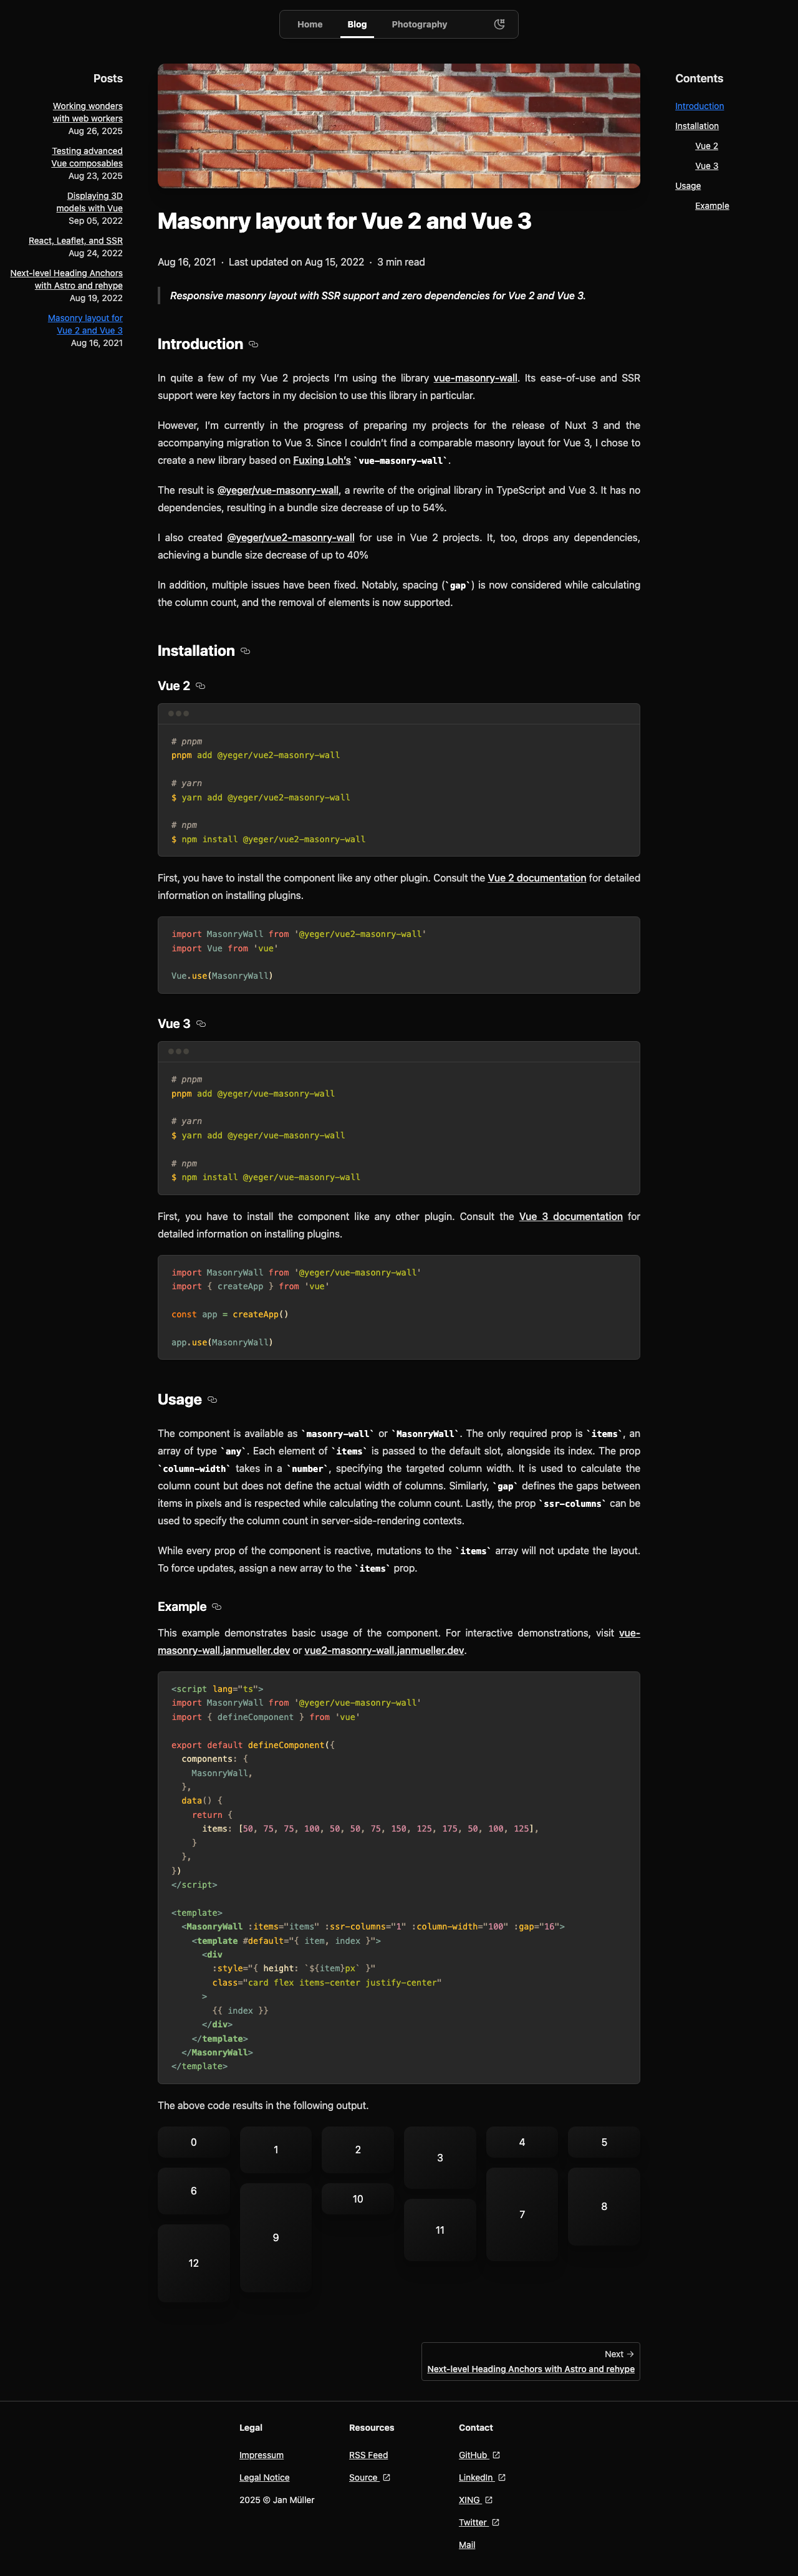 Home Blog Photography
Posts
Working wonders
with web workers
Aug 26, 2025
Testing advanced
Vue composables
Aug 23, 2025
Displaying 3D
models with Vue
Sep 05, 2022
React, Leaflet, and SSR
Aug 24, 2022
Next-level Heading Anchors
with Astro and rehype
Aug 19, 2022
Masonry layout for
Vue 2 and Vue 3
Aug 16, 2021
Contents
Introduction
Installation
Vue 2
Vue 3
Usage
Example
Masonry layout for Vue 2 and Vue 3
Aug 16, 2021 · Last updated on Aug 15, 2022 · 3 min read
Responsive masonry layout with SSR support and zero dependencies for Vue 2 and Vue 3.
Introduction
In quite a few of my Vue 2 projects I’m using the library vue-masonry-wall. Its ease-of-use and SSR
support were key factors in my decision to use this library in particular.
However, I’m currently in the progress of preparing my projects for the release of Nuxt 3 and the
accompanying migration to Vue 3. Since I couldn’t find a comparable masonry layout for Vue 3, I chose to
create a new library based on Fuxing Loh’s `vue-masonry-wall`.
The result is @yeger/vue-masonry-wall, a rewrite of the original library in TypeScript and Vue 3. It has no
dependencies, resulting in a bundle size decrease of up to 54%.
I also created @yeger/vue2-masonry-wall for use in Vue 2 projects. It, too, drops any dependencies,
achieving a bundle size decrease of up to 40%
In addition, multiple issues have been fixed. Notably, spacing (`gap`) is now considered while calculating
the column count, and the removal of elements is now supported.
Installation
Vue 2
# pnpm
pnpm add @yeger/vue2-masonry-wall
# yarn
$ yarn add @yeger/vue2-masonry-wall
# npm
$ npm install @yeger/vue2-masonry-wall
First, you have to install the component like any other plugin. Consult the Vue 2 documentation for detailed
information on installing plugins.
import MasonryWall from '@yeger/vue2-masonry-wall'
import Vue from 'vue'
Vue.use(MasonryWall)
Vue 3
# pnpm
pnpm add @yeger/vue-masonry-wall
# yarn
$ yarn add @yeger/vue-masonry-wall
# npm
$ npm install @yeger/vue-masonry-wall
First, you have to install the component like any other plugin. Consult the Vue 3 documentation for
detailed information on installing plugins.
import MasonryWall from '@yeger/vue-masonry-wall'
import { createApp } from 'vue'
const app = createApp()
app.use(MasonryWall)
Usage
The component is available as `masonry-wall` or `MasonryWall`. The only required prop is `items`, an
array of type `any`. Each element of `items` is passed to the default slot, alongside its index. The prop
`column-width` takes in a `number`, specifying the targeted column width. It is used to calculate the
column count but does not define the actual width of columns. Similarly, `gap` defines the gaps between
items in pixels and is respected while calculating the column count. Lastly, the prop `ssr-columns` can be
used to specify the column count in server-side-rendering contexts.
While every prop of the component is reactive, mutations to the `items` array will not update the layout.
To force updates, assign a new array to the `items` prop.
Example
This example demonstrates basic usage of the component. For interactive demonstrations, visit vue-
masonry-wall.janmueller.dev or vue2-masonry-wall.janmueller.dev.
<script lang="ts">
import MasonryWall from '@yeger/vue-masonry-wall'
import { defineComponent } from 'vue'
export default defineComponent({
components: {
MasonryWall,
},
data() {
return {
items: [50, 75, 75, 100, 50, 50, 75, 150, 125, 175, 50, 100, 125],
}
},
})
</script>
<template>
<MasonryWall :items="items" :ssr-columns="1" :column-width="100" :gap="16">
<template #default="{ item, index }">
<div
:style="{ height: `${item}px` }"
class="card flex items-center justify-center"
>
{{ index }}
</div>
</template>
</MasonryWall>
</template>
The above code results in the following output.
0
1
2
3
4
5
6
7
8
9
10
11
12
Next →
Next-level Heading Anchors with Astro and rehype
Legal
Impressum
Legal Notice
2025 © Jan Müller
Resources
RSS Feed
Source
Contact
GitHub
LinkedIn
XING
Twitter
Mail